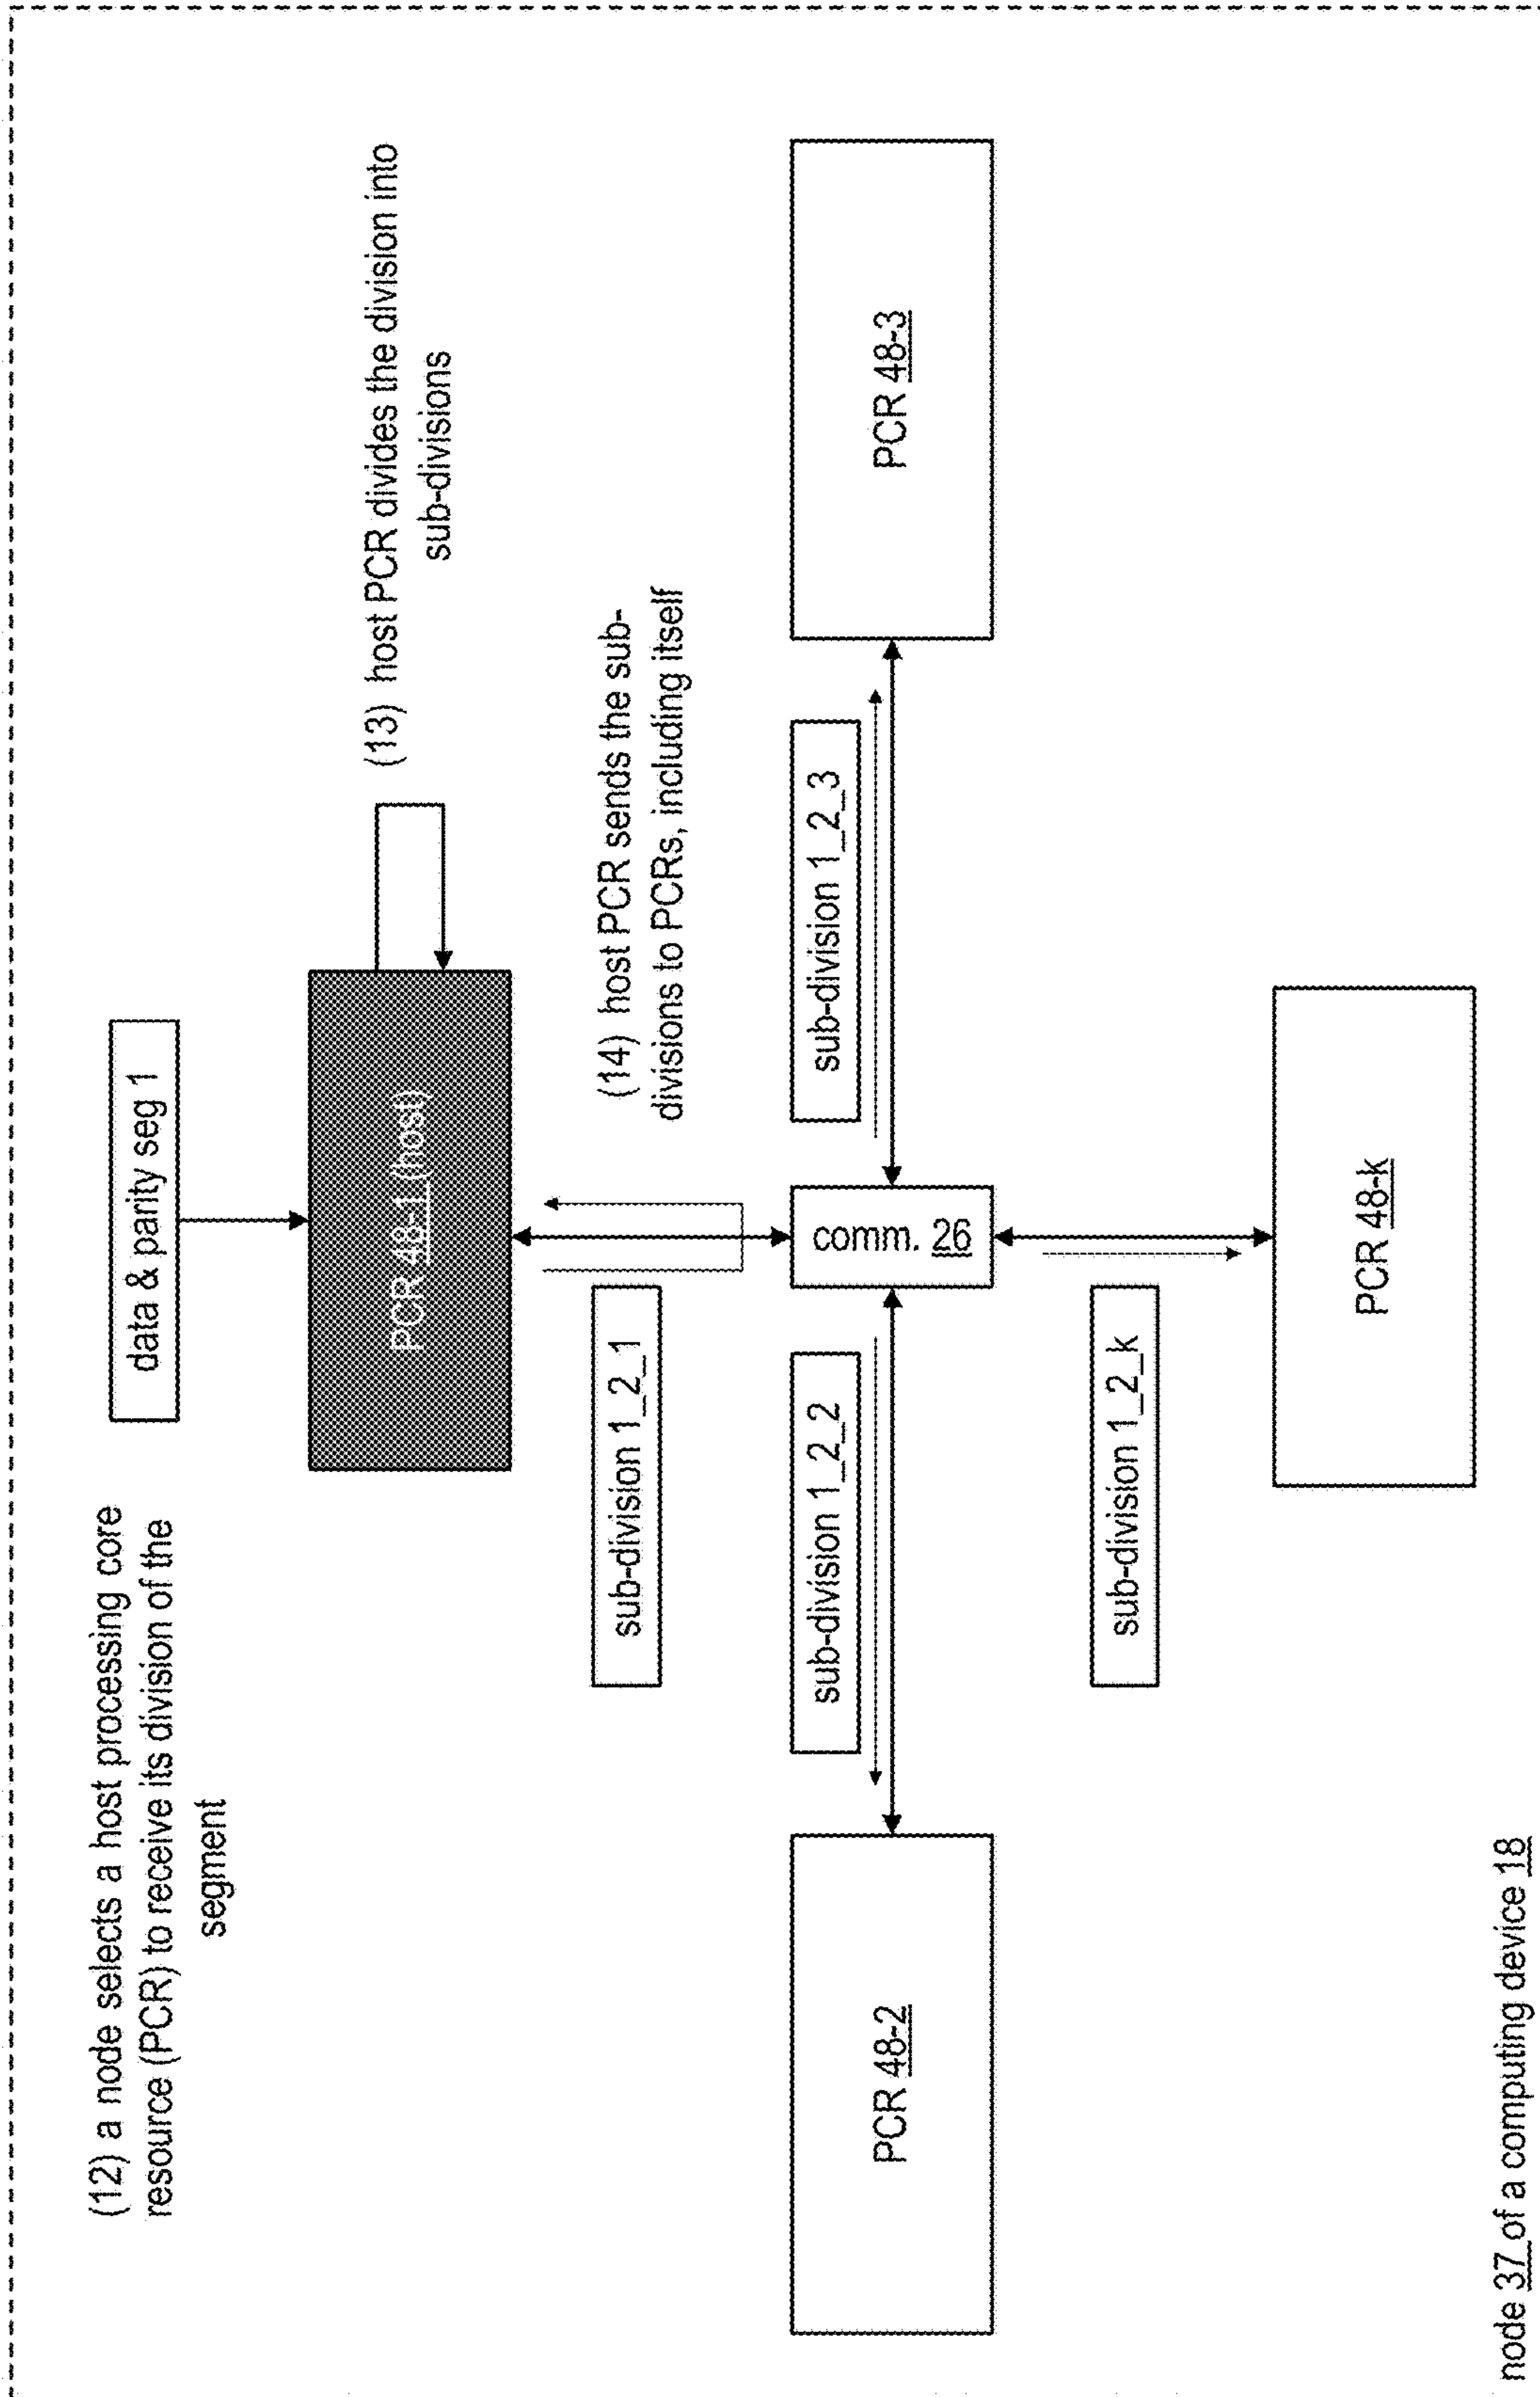 (12) a node selects a host processing core
resource (PCR) to receive its division of the
segment
data & parity seg 1
PCR 48-1 (host)
(13) host PCR divides the division into
sub-divisions
(14) host PCR sends the sub-
divisions to PCRs, including itself
sub-division 1_2_1
sub-division 1_2_2
sub-division 1_2_3
PCR 48-2
comm. 26
PCR 48-3
sub-division 1_2_k
PCR 48-k
node 37 of a computing device 18